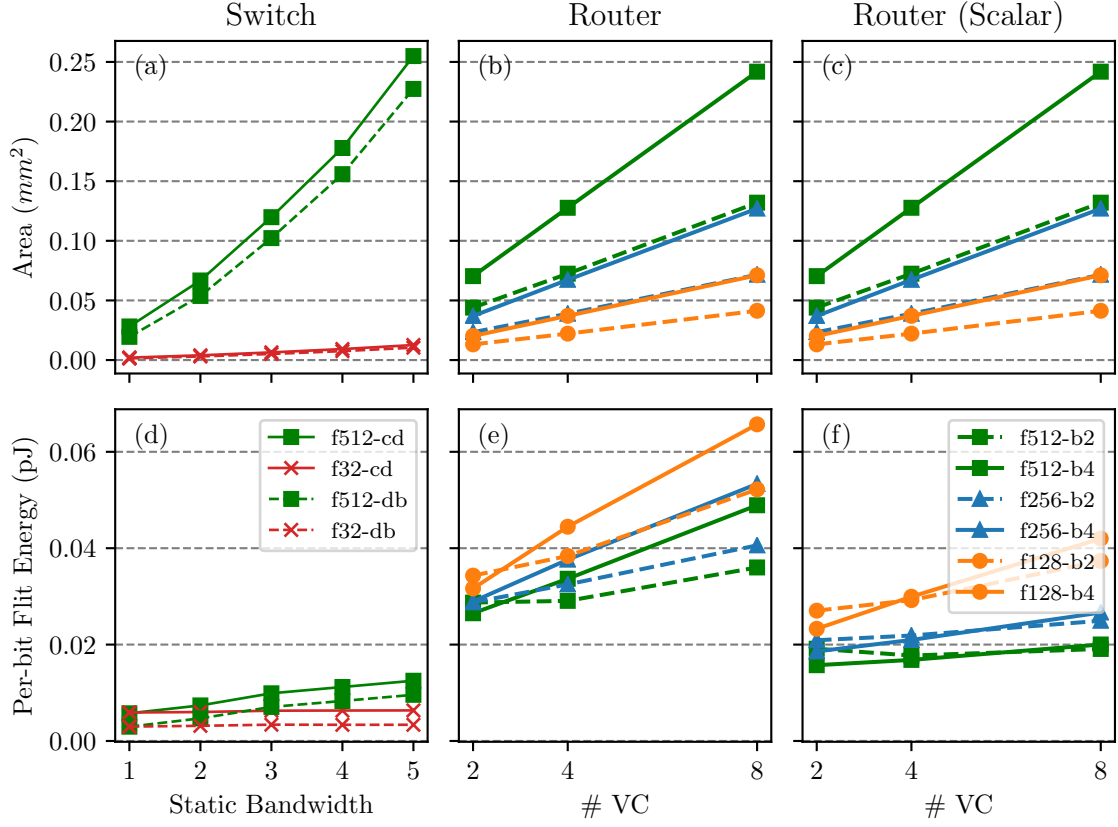 Switch
Router
Router (Scalar)
Area (mm²)
0.25
0.20
0.15
0.10
0.05
0.00
(a)
(b)
(c)
Per-bit Flit Energy (pJ)
0.06
0.04
0.02
0.00
(d)
f512-cd
f32-cd
f512-db
f32-db
(e)
(f)
f512-b2
f512-b4
f256-b2
f256-b4
f128-b2
f128-b4
1 2 3 4 5
2 4 8
2 4 8
Static Bandwidth
# VC
# VC